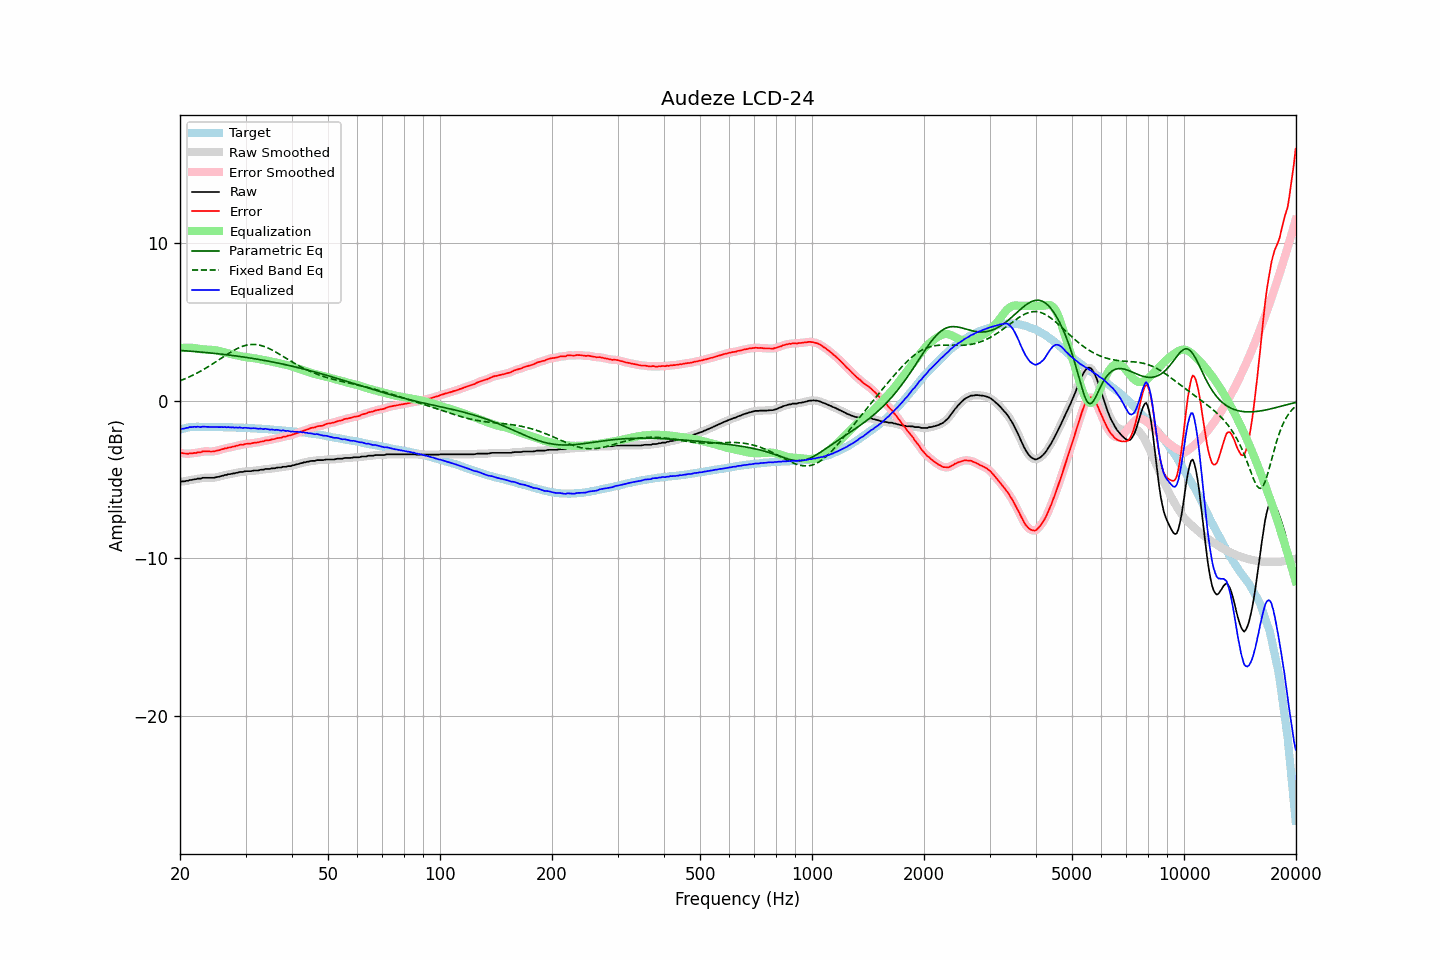 Audeze LCD-24
Target
Raw Smoothed
Error Smoothed
Raw
Error
Equalization
Parametric Eq
Fixed Band Eq
Equalized
10
0
−10
−20
Amplitude (dBr)
20 50 100 200 500 1000 2000 5000 10000 20000
Frequency (Hz)